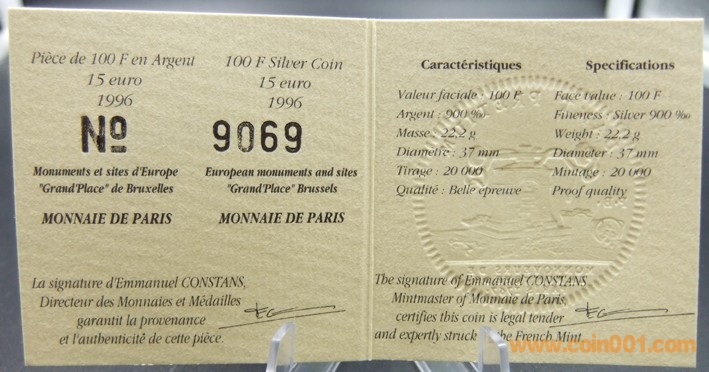 Pièce de 100 F en Argent
15 euro
1996
100 F Silver Coin
15 euro
1996
Nº 9069
Monuments et sites d'Europe
"Grand'Place" de Bruxelles
MONNAIE DE PARIS
European monuments and sites
"Grand'Place" Brussels
MONNAIE DE PARIS
La signature d'Emmanuel CONSTANS,
Directeur des Monnaies et Médailles
garantit la provenance
et l'authenticité de cette pièce.
Caractéristiques
Valeur faciale : 100 F
Argent : 900 ‰
Masse : 22,2 g
Diamètre : 37 mm
Tirage : 20 000
Qualité : Belle épreuve
Specifications
Face value : 100 F
Fineness : Silver 900 ‰
Weight : 22,2 g
Diameter : 37 mm
Mintage : 20 000
Proof quality
The signature of Emmanuel CONSTANS,
Mintmaster of Monnaie de Paris,
certifies this coin is legal tender
and expertly struck the French Mint.
www.coin001.com